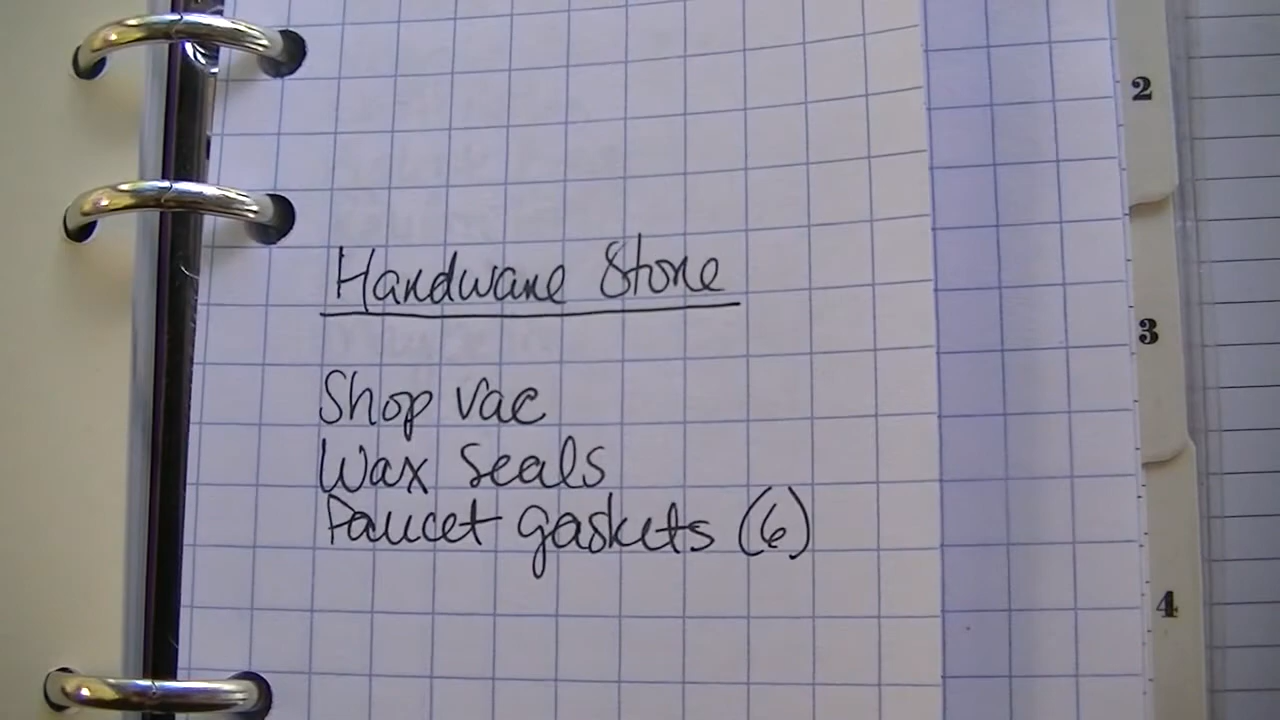 Hardware Store
Shop vac
Wax seals
Faucet gaskets (6)
2
3
4